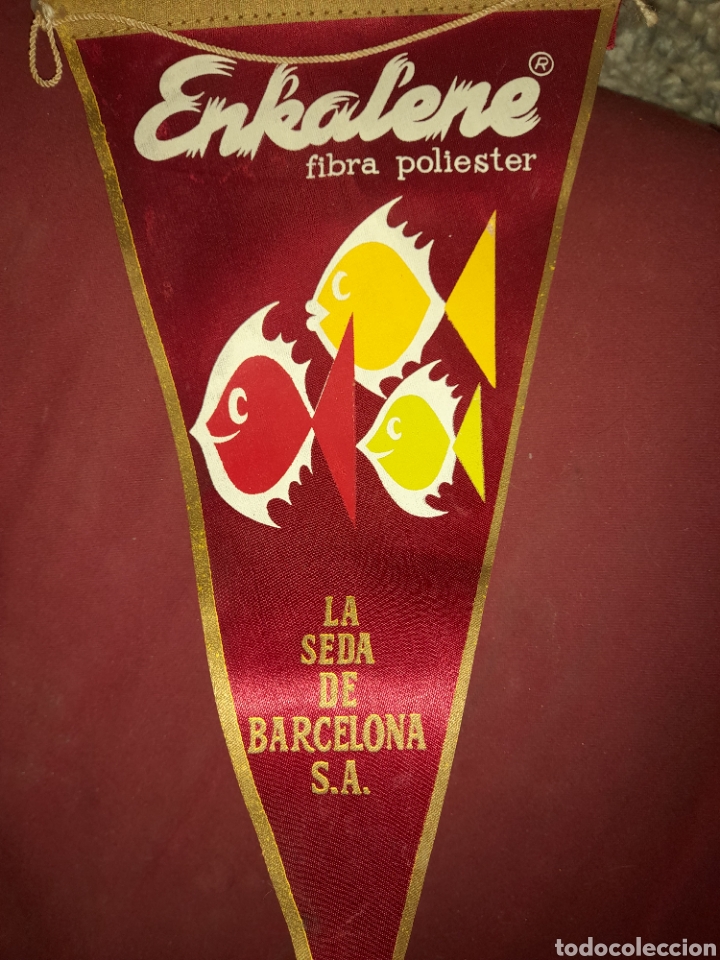 Enkalene®
fibra poliester
LA
SEDA
DE
BARCELONA
S.A.
todocoleccion